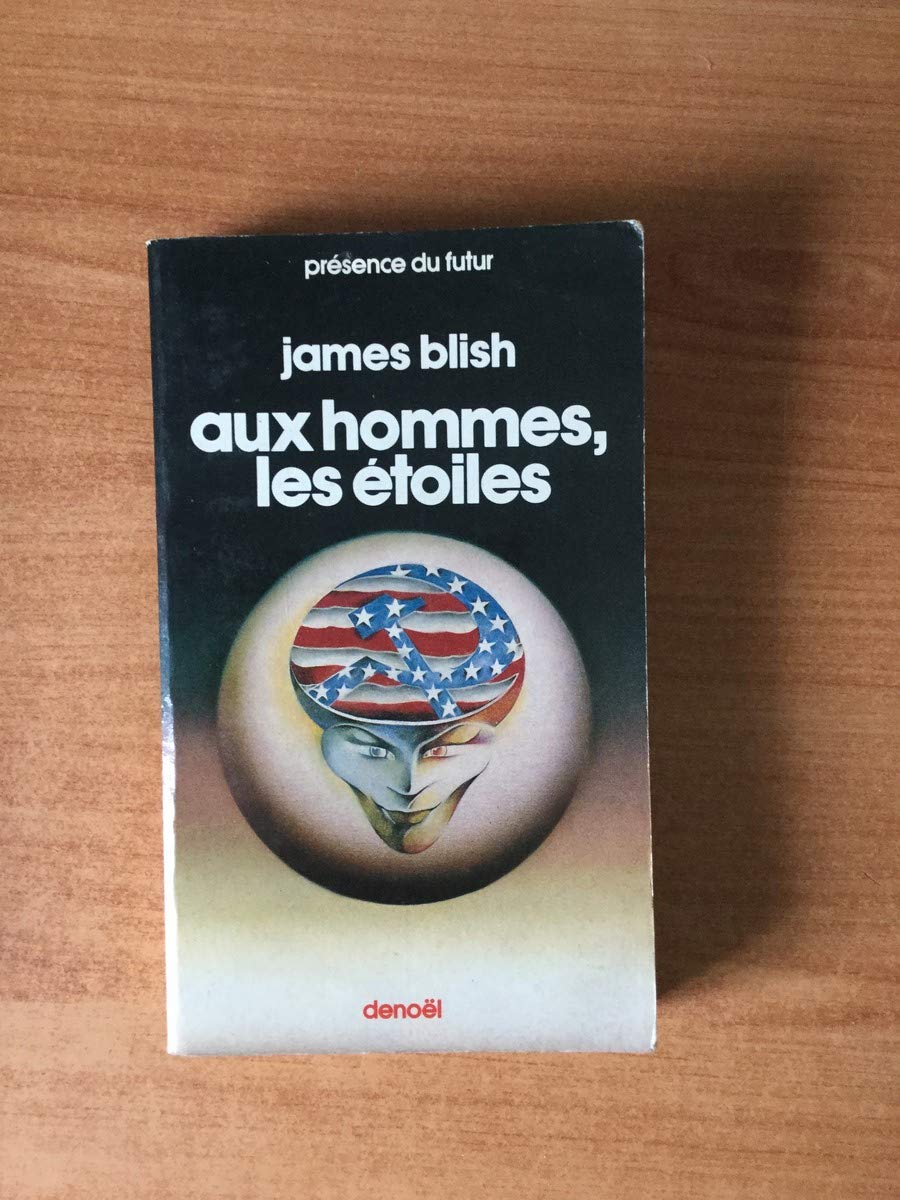 présence du futur
james blish
aux hommes,
les étoiles
denoël